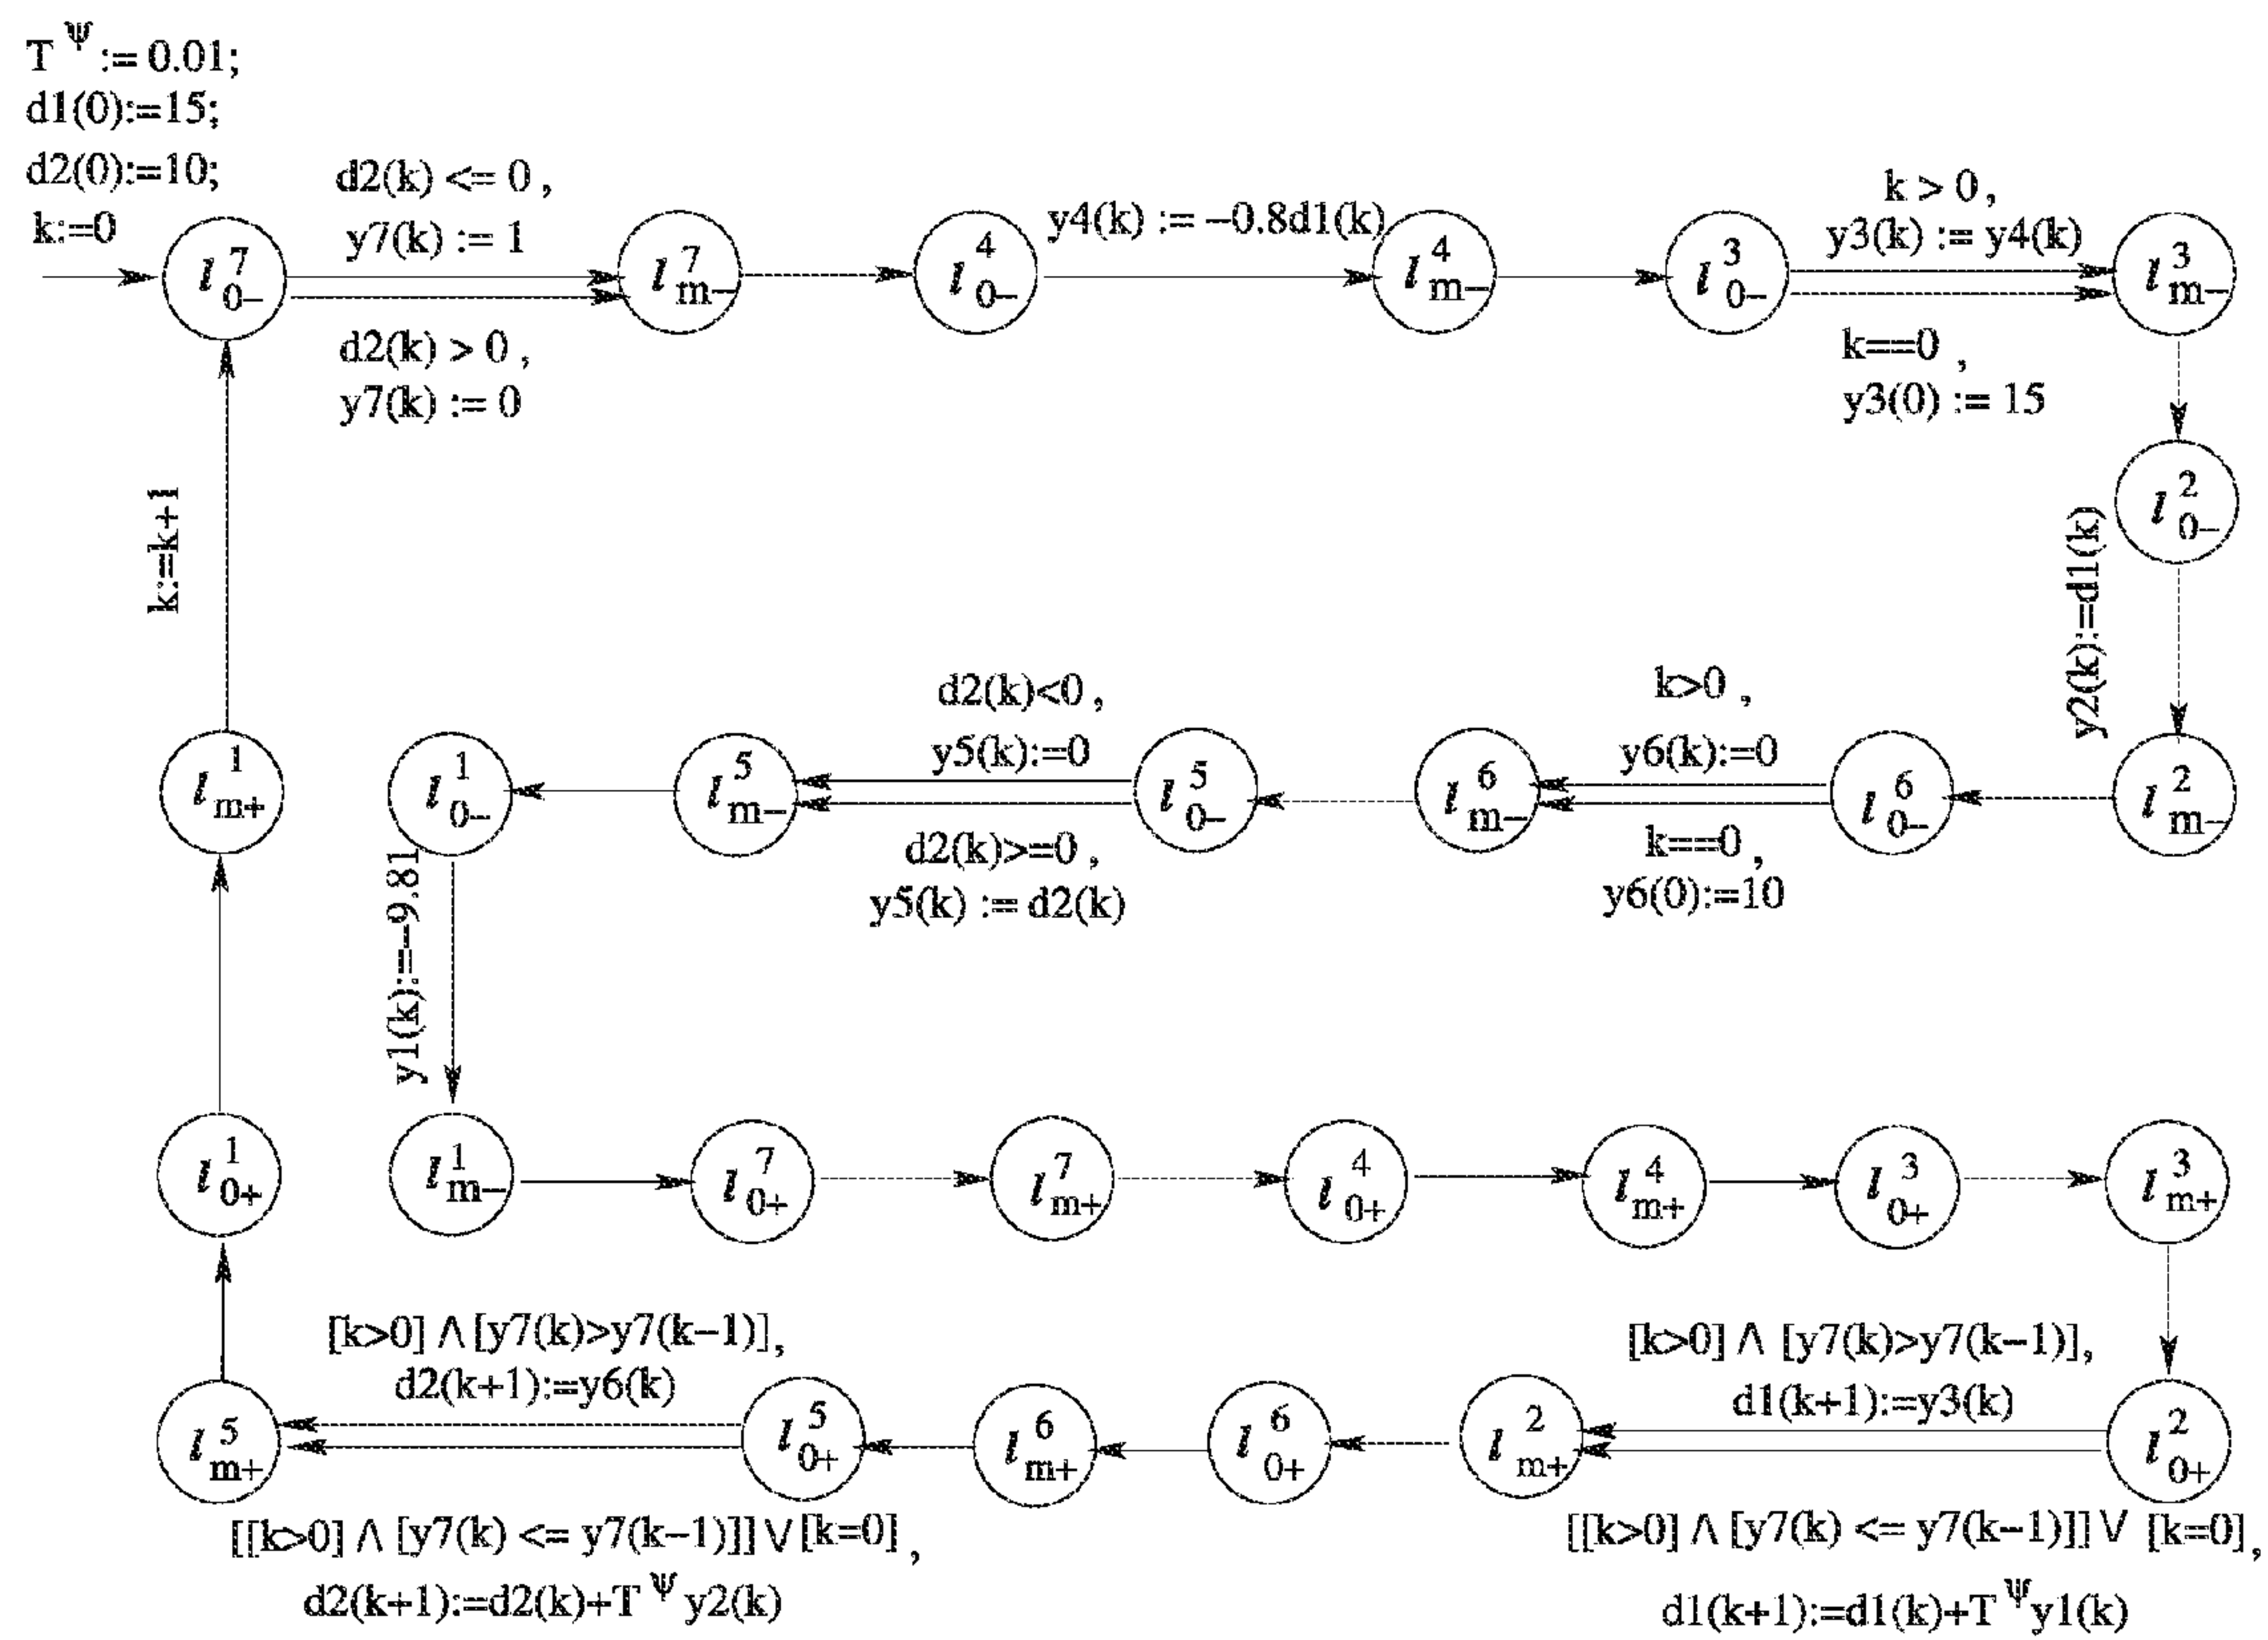 T^Ψ := 0.01;
d1(0):=15;
d2(0):=10;
k:=0
d2(k) <= 0 ,
y7(k) := 1
d2(k) > 0 ,
y7(k) := 0
y4(k) := −0.8d1(k)
k > 0 ,
y3(k) := y4(k)
k==0 ,
y3(0) := 15
l^7_0−
l^7_m−
l^4_0−
l^4_m−
l^3_0−
l^3_m−
l^2_0−
y2(k):=d1(k)
k:=k+1
d2(k)<0 ,
y5(k):=0
k>0 ,
y6(k):=0
l^1_m+
l^1_0−
l^5_m−
l^5_0−
l^6_m−
l^6_0−
l^2_m−
d2(k)>=0 ,
y5(k) := d2(k)
k==0 ,
y6(0):=10
y1(k):=−9.81
l^1_0+
l^1_m−
l^7_0+
l^7_m+
l^4_0+
l^4_m+
l^3_0+
l^3_m+
[k>0] ⋀ [y7(k)>y7(k−1)],
d2(k+1):=y6(k)
[k>0] ⋀ [y7(k)>y7(k−1)],
d1(k+1):=y3(k)
l^5_m+
l^5_0+
l^6_m+
l^6_0+
l^2_m+
l^2_0+
[[k>0] ⋀ [y7(k) <= y7(k−1)]] ⋁ [k=0] ,
d2(k+1):=d2(k)+T^Ψ y2(k)
[[k>0] ⋀ [y7(k) <= y7(k−1)]] ⋁ [k=0],
d1(k+1):=d1(k)+T^Ψ y1(k)